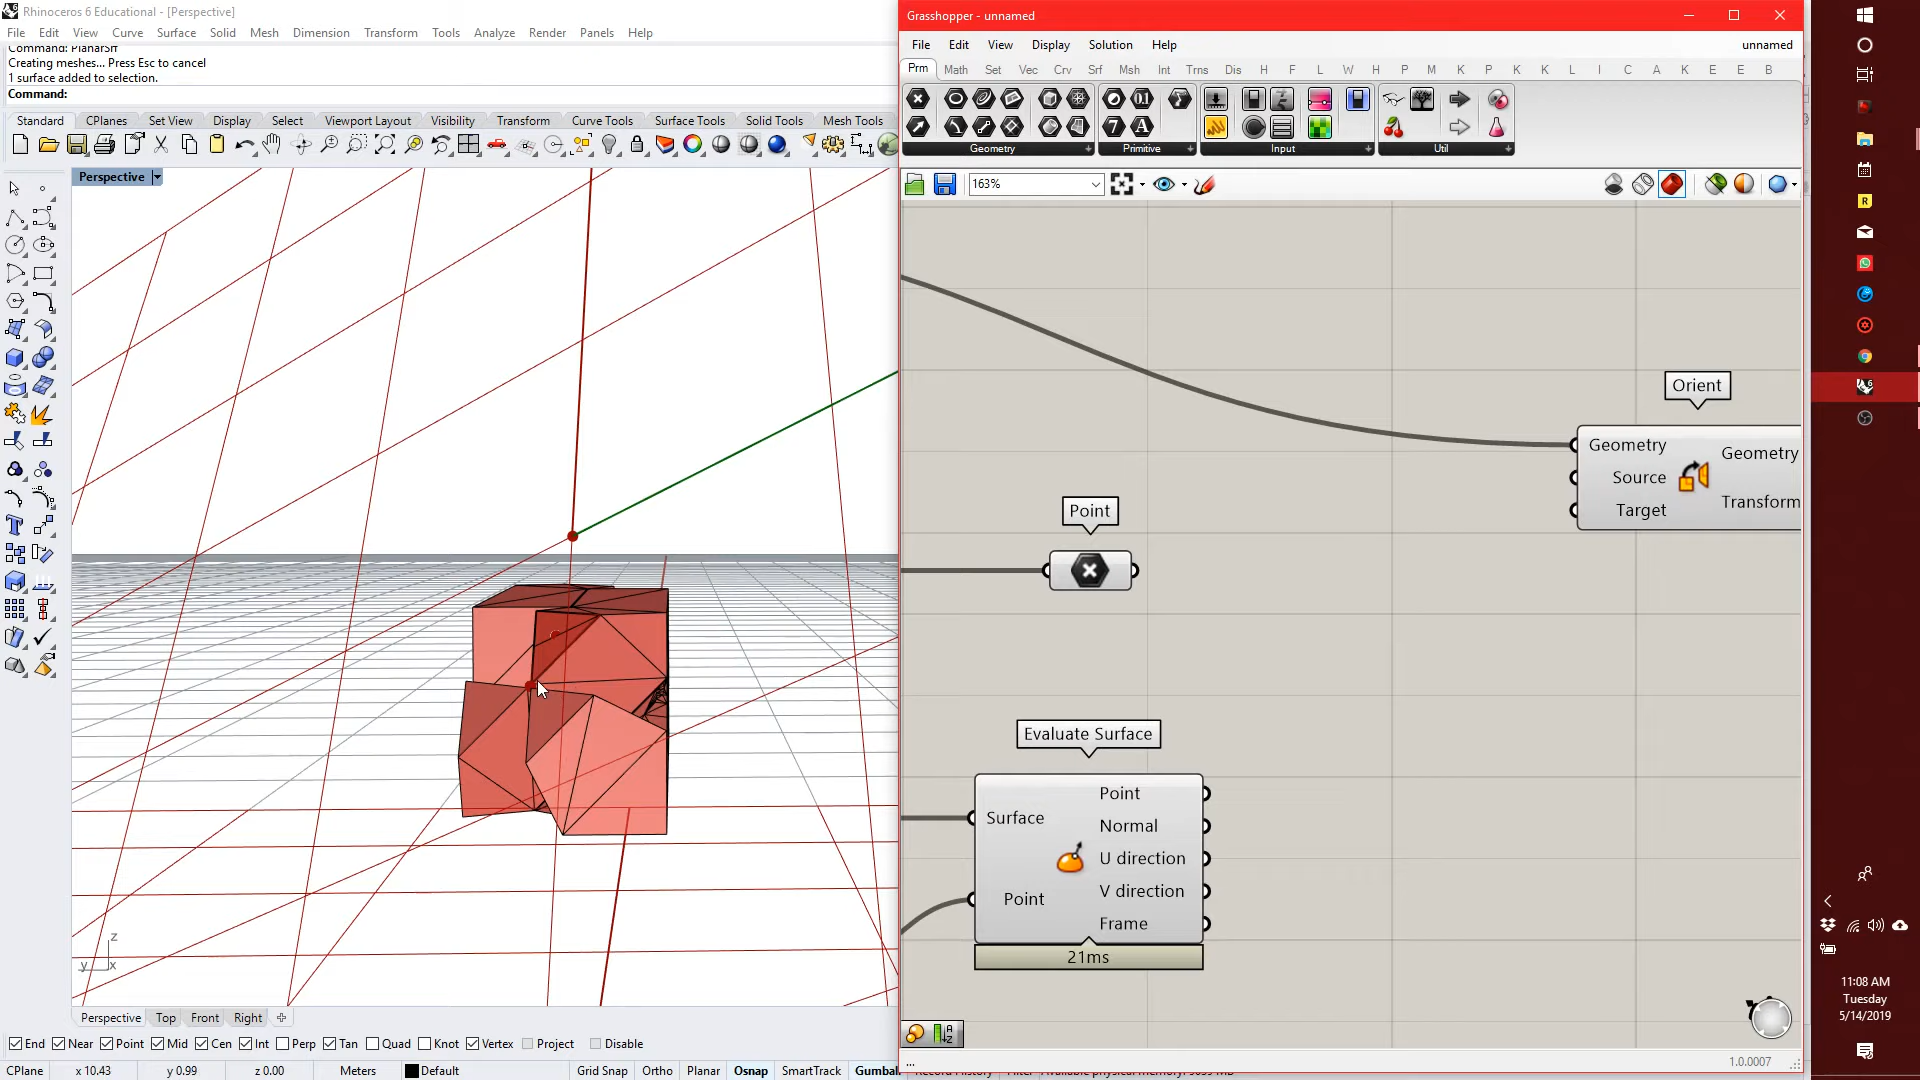 Rhinoceros 6 Educational - [Perspective]
File Edit View Curve Surface Solid Mesh Dimension Transform Tools Analyze Render Panels Help
Command: PlanarSrf
Creating meshes... Press Esc to cancel
1 surface added to selection.
Command:
Standard CPlanes Set View Display Select Viewport Layout Visibility Transform Curve Tools Surface Tools Solid Tools Mesh Tools
Perspective
z
y x
Perspective Top Front Right
End Near Point Mid Cen Int Perp Tan Quad Knot Vertex Project Disable
CPlane x 10.43 y 0.99 z 0.00 Meters Default Grid Snap Ortho Planar Osnap SmartTrack Gumball
Grasshopper - unnamed
File Edit View Display Solution Help unnamed
Prm Math Set Vec Crv Srf Msh Int Trns Dis H F L W H P M K P K K L I C A K E E B
Geometry Primitive Input Util
163%
Orient
Geometry
Source
Target
Geometry
Transform
Point
Evaluate Surface
Surface
Point
Point
Normal
U direction
V direction
Frame
21ms
...
1.0.0007
11:08 AM
Tuesday
5/14/2019